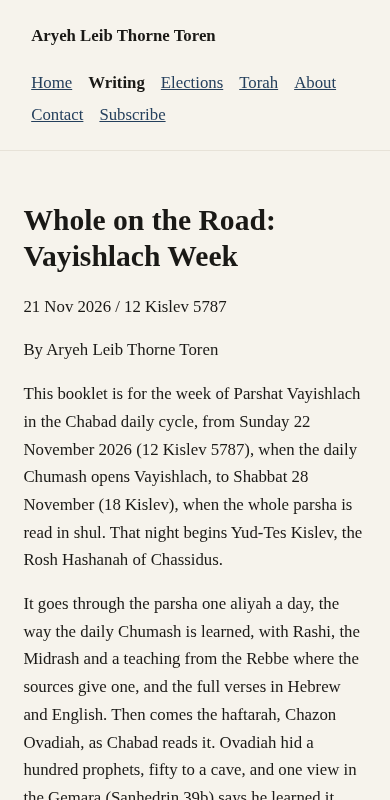 Aryeh Leib Thorne Toren
Home Writing Elections Torah About
Contact Subscribe
Whole on the Road:
Vayishlach Week
21 Nov 2026 / 12 Kislev 5787
By Aryeh Leib Thorne Toren
This booklet is for the week of Parshat Vayishlach
in the Chabad daily cycle, from Sunday 22
November 2026 (12 Kislev 5787), when the daily
Chumash opens Vayishlach, to Shabbat 28
November (18 Kislev), when the whole parsha is
read in shul. That night begins Yud-Tes Kislev, the
Rosh Hashanah of Chassidus.
It goes through the parsha one aliyah a day, the
way the daily Chumash is learned, with Rashi, the
Midrash and a teaching from the Rebbe where the
sources give one, and the full verses in Hebrew
and English. Then comes the haftarah, Chazon
Ovadiah, as Chabad reads it. Ovadiah hid a
hundred prophets, fifty to a cave, and one view in
the Gemara (Sanhedrin 39b) says he learned it